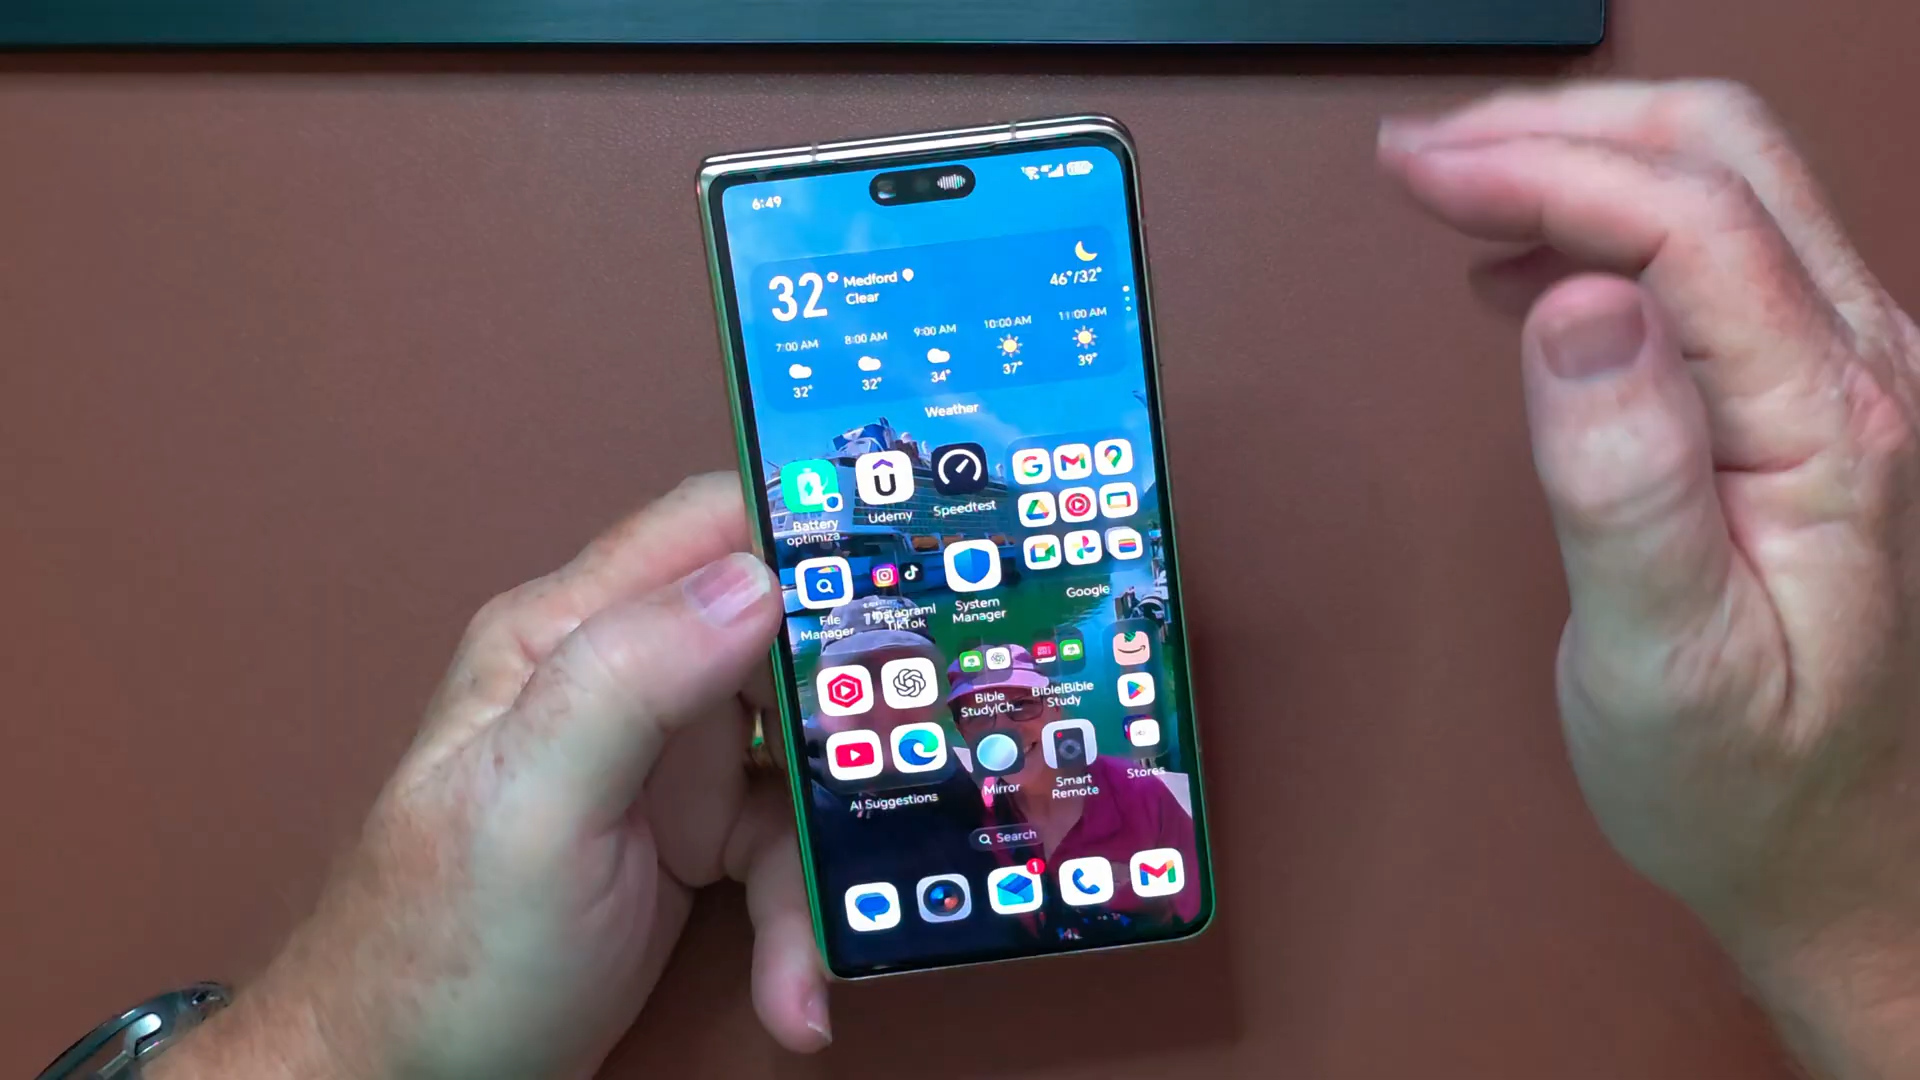 6:49
32° Medford
Clear
46°/32°
7:00 AM 8:00 AM 9:00 AM 10:00 AM 11:00 AM
32° 32° 34° 37° 39°
Weather
Battery
optimiza...
Udemy
Speedtest
Google
File
Manager
Instagram|
TikTok
System
Manager
Bible
Study|Ch...
Bible|Bible
Study
AI Suggestions
Mirror
Smart
Remote
Stores
Search
1